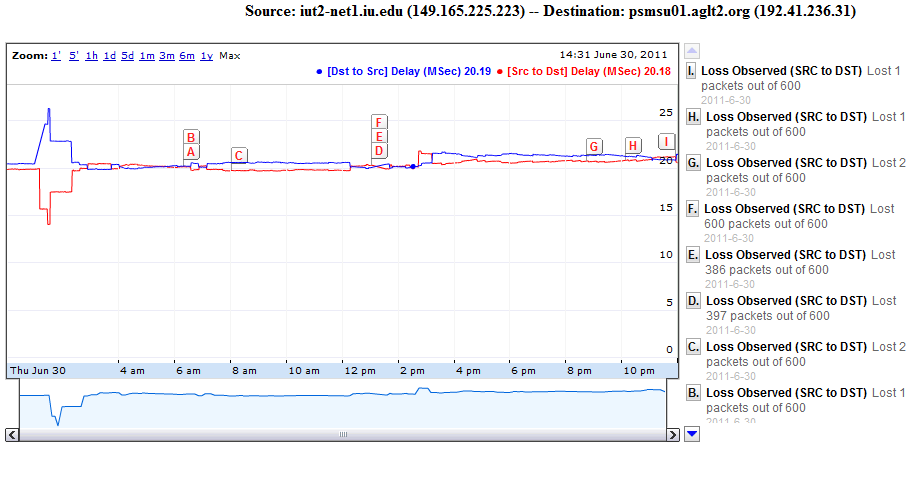 Source: iut2-net1.iu.edu (149.165.225.223) -- Destination: psmsu01.aglt2.org (192.41.236.31)
Zoom: 1' 5' 1h 1d 5d 1m 3m 6m 1y Max
14:31 June 30, 2011
[Dst to Src] Delay (MSec) 20.19 [Src to Dst] Delay (MSec) 20.18
25
20
15
10
5
0
B
A
C
F
E
D
G
H
I
Thu Jun 30 4 am 6 am 8 am 10 am 12 pm 2 pm 4 pm 6 pm 8 pm 10 pm
I. Loss Observed (SRC to DST) Lost 1
packets out of 600
2011-6-30
H. Loss Observed (SRC to DST) Lost 1
packets out of 600
2011-6-30
G. Loss Observed (SRC to DST) Lost 2
packets out of 600
2011-6-30
F. Loss Observed (SRC to DST) Lost
600 packets out of 600
2011-6-30
E. Loss Observed (SRC to DST) Lost
386 packets out of 600
2011-6-30
D. Loss Observed (SRC to DST) Lost
397 packets out of 600
2011-6-30
C. Loss Observed (SRC to DST) Lost 2
packets out of 600
2011-6-30
B. Loss Observed (SRC to DST) Lost 1
packets out of 600